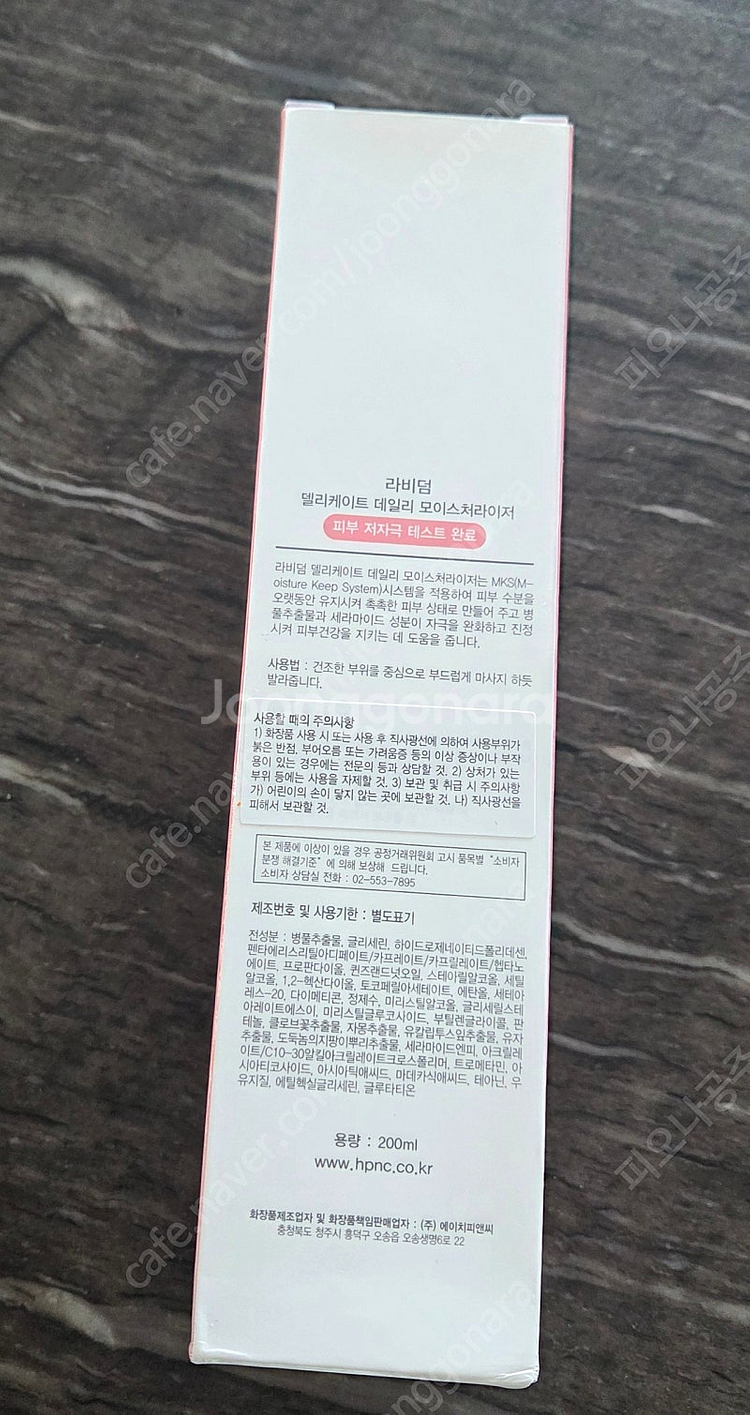 라비덤
델리케이트 데일리 모이스처라이저
피부 저자극 테스트 완료
라비덤 델리케이트 데일리 모이스처라이저는 MKS(M-
oisture Keep System)시스템을 적용하여 피부 수분을
오랫동안 유지시켜 촉촉한 피부 상태로 만들어 주고 병
풀추출물과 세라마이드 성분이 자극을 완화하고 진정
시켜 피부건강을 지키는 데 도움을 줍니다.
사용법 : 건조한 부위를 중심으로 부드럽게 마사지 하듯
발라줍니다.
Joonggonara
사용할 때의 주의사항
1) 화장품 사용 시 또는 사용 후 직사광선에 의하여 사용부위가
붉은 반점, 부어오름 또는 가려움증 등의 이상 증상이나 부작
용이 있는 경우에는 전문의 등과 상담할 것. 2) 상처가 있는
부위 등에는 사용을 자제할 것. 3) 보관 및 취급 시 주의사항
가) 어린이의 손이 닿지 않는 곳에 보관할 것. 나) 직사광선을
피해서 보관할 것.
본 제품에 이상이 있을 경우 공정거래위원회 고시 품목별 "소비자
분쟁 해결기준" 에 의해 보상해 드립니다.
소비자 상담실 전화 : 02-553-7895
제조번호 및 사용기한 : 별도표기
전성분 : 병풀추출물, 글리세린, 하이드로제네이티드폴리데센,
펜타에리스리틸아디페이트/카프레이트/카프릴레이트/헵타노
에이트, 프로판다이올, 퀸즈랜드넛오일, 스테아릴알코올, 세틸
알코올, 1,2-헥산다이올, 토코페릴아세테이트, 에탄올, 세테아
레스-20, 다이메티콘, 정제수, 미리스틸알코올, 글리세릴스테
아레이트에스이, 미리스틸글루코사이드, 부틸렌글라이콜, 판
테놀, 클로브꽃추출물, 자몽추출물, 유칼립투스잎추출물, 유자
추출물, 도둑놈의지팡이뿌리추출물, 세라마이드엔피, 아크릴레
이트/C10-30알킬아크릴레이트크로스폴리머, 트로메타민, 아
시아티코사이드, 아시아틱애씨드, 마데카식애씨드, 테아닌, 우
유지질, 에틸헥실글리세린, 글루타티온
용량 : 200ml
www.hpnc.co.kr
화장품제조업자 및 화장품책임판매업자 : (주) 에이치피앤씨
충청북도 청주시 흥덕구 오송읍 오송생명6로 22
cafe.naver.com/joonggonara
피오나공주
cafe.naver.com/joonggonara
피오나공주
cafe.naver.com/joonggonara
피오나공주